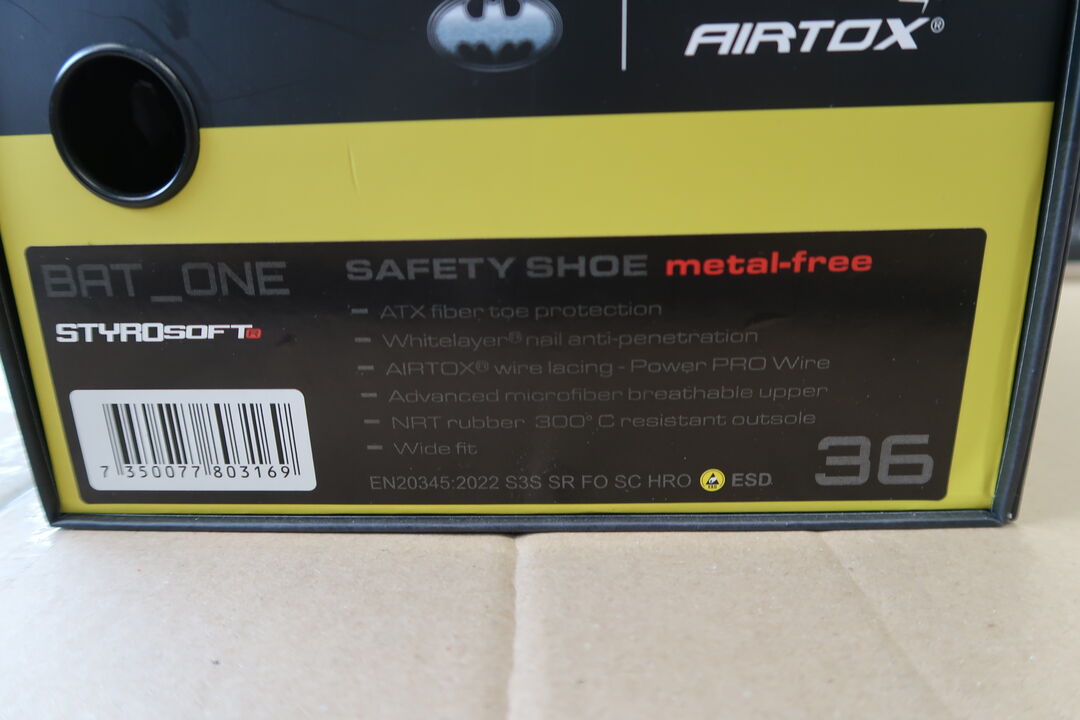 AIRTOX®
BAT_ONE
STYROSOFT®
SAFETY SHOE metal-free
- ATX fiber toe protection
- Whitelayer® nail anti-penetration
- AIRTOX® wire lacing - Power PRO Wire
- Advanced microfiber breathable upper
- NRT rubber 300° C resistant outsole
- Wide fit
EN20345:2022 S3S SR FO SC HRO ESD
36
7 350077 803169